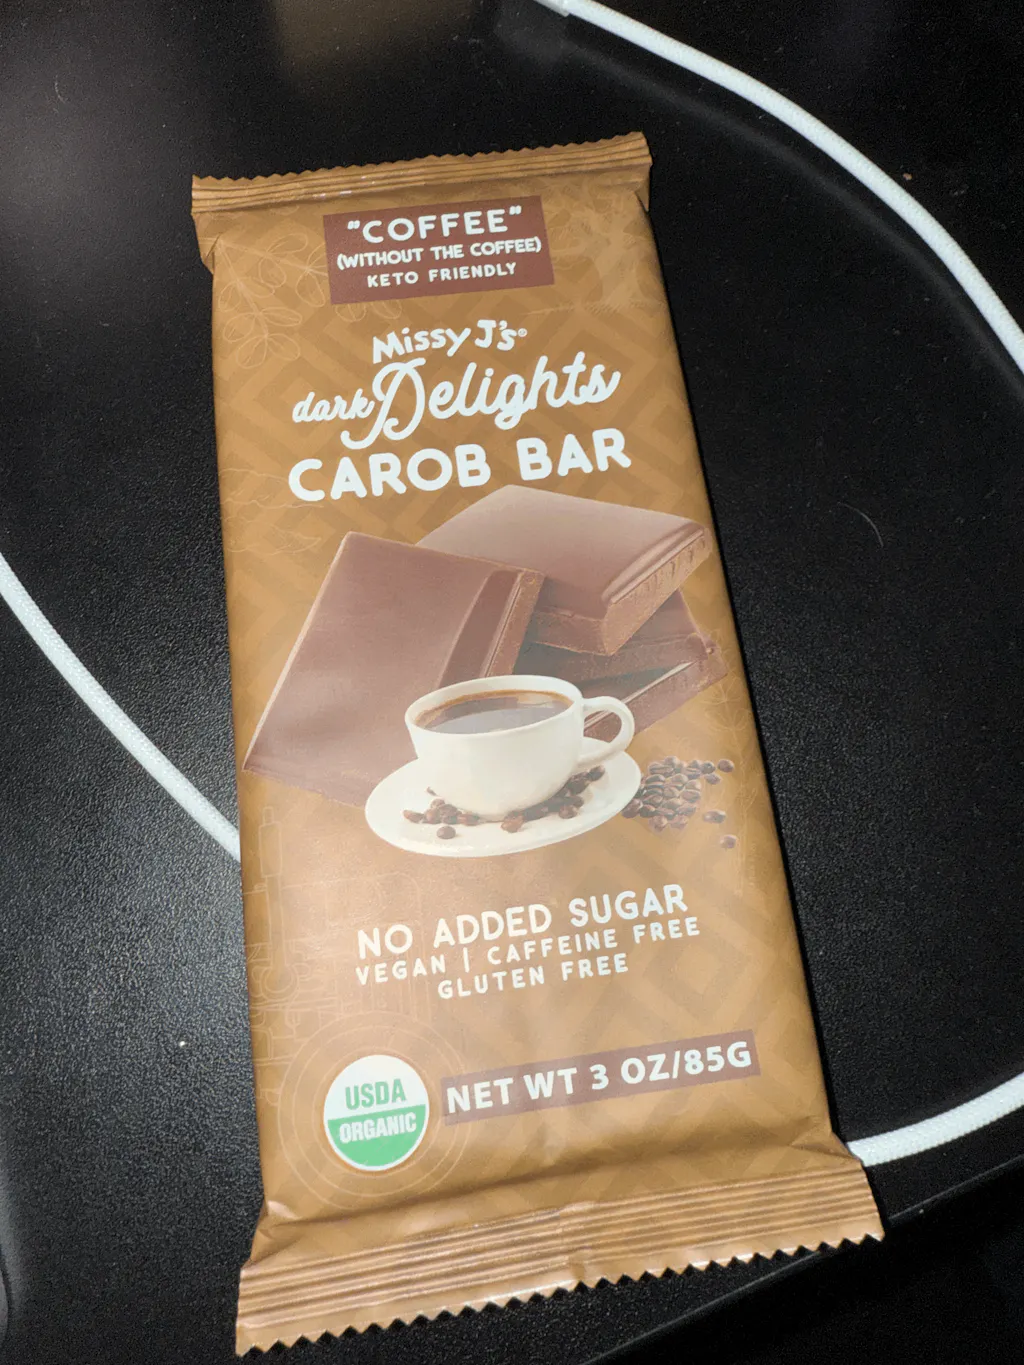 "COFFEE"
(WITHOUT THE COFFEE)
KETO FRIENDLY
Missy J's®
dark Delights
CAROB BAR
NO ADDED SUGAR
VEGAN | CAFFEINE FREE
GLUTEN FREE
USDA
ORGANIC
NET WT 3 OZ/85G